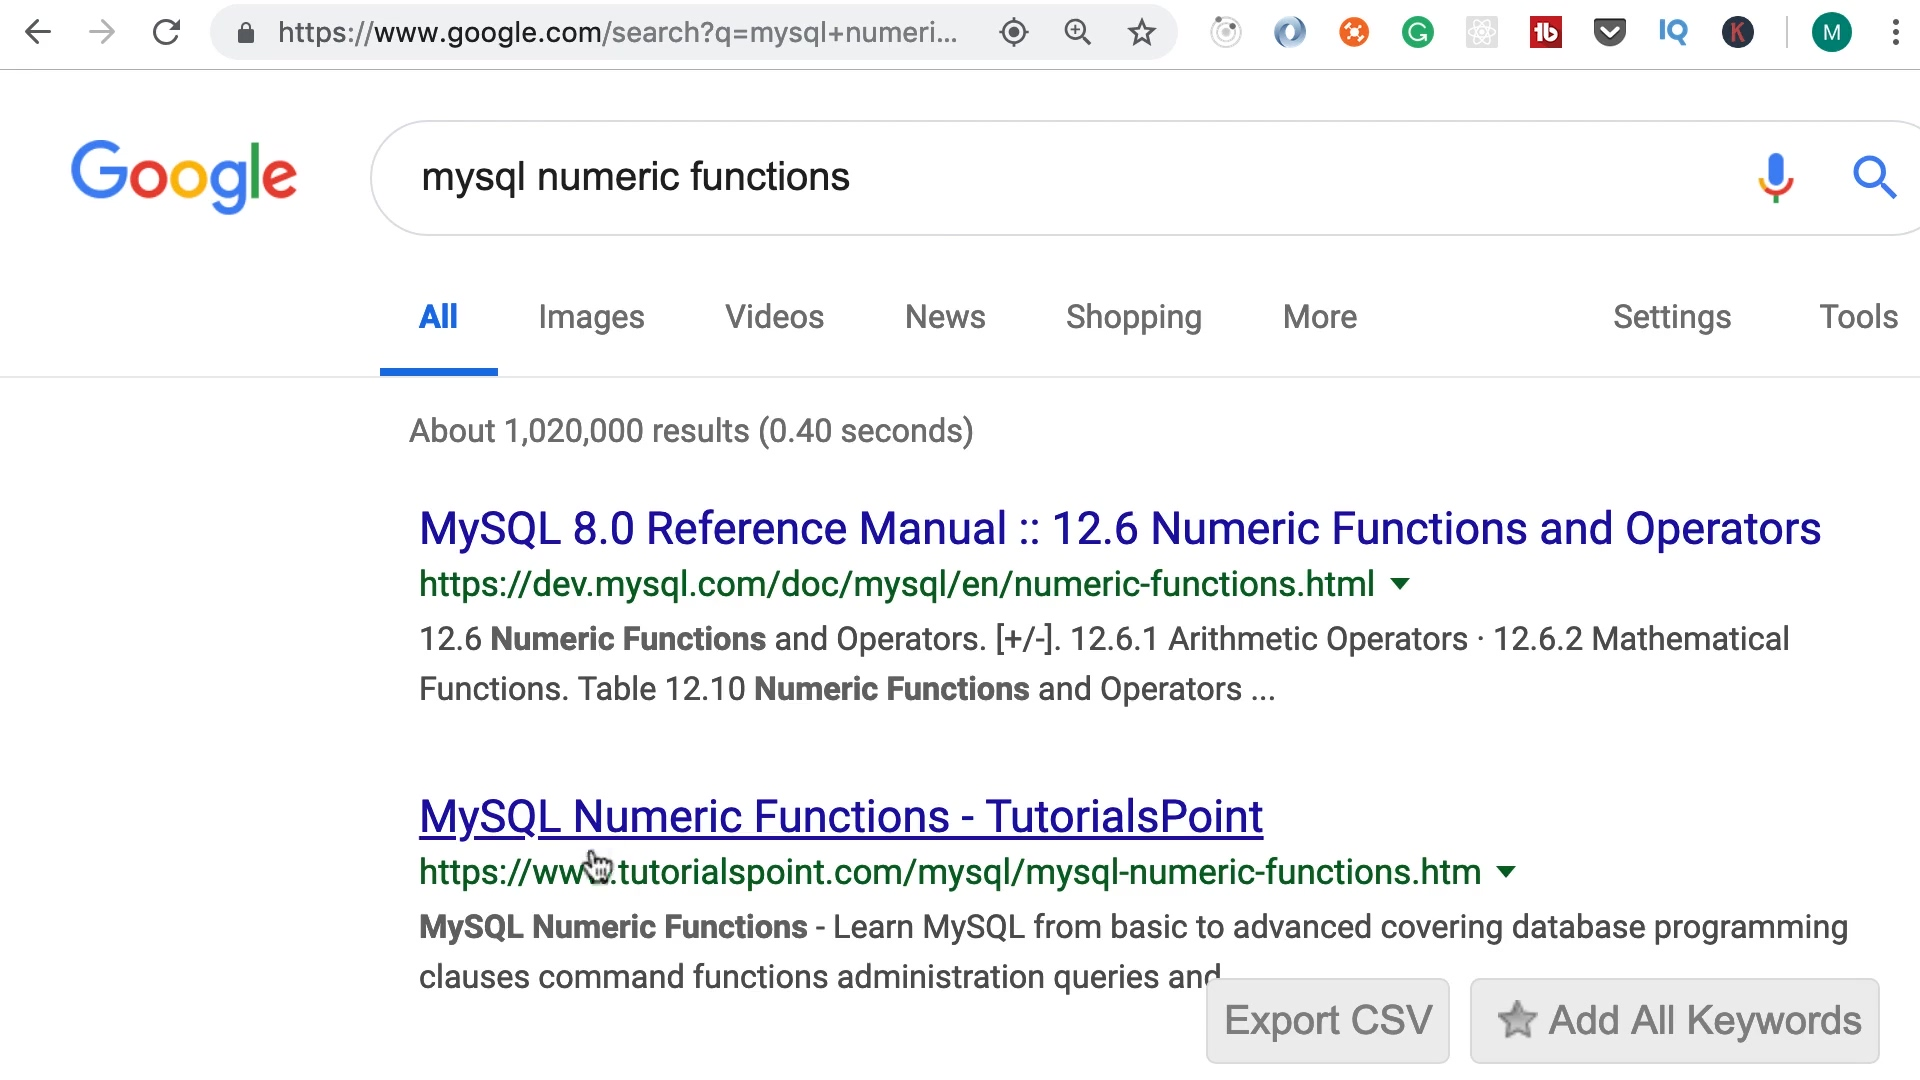 https://www.google.com/search?q=mysql+numeri...
G
tb
IQ
K
M
Google
mysql numeric functions
All Images Videos News Shopping More Settings Tools
About 1,020,000 results (0.40 seconds)
MySQL 8.0 Reference Manual :: 12.6 Numeric Functions and Operators
https://dev.mysql.com/doc/mysql/en/numeric-functions.html
12.6 Numeric Functions and Operators. [+/-]. 12.6.1 Arithmetic Operators · 12.6.2 Mathematical
Functions. Table 12.10 Numeric Functions and Operators ...
MySQL Numeric Functions - TutorialsPoint
https://www.tutorialspoint.com/mysql/mysql-numeric-functions.htm
MySQL Numeric Functions - Learn MySQL from basic to advanced covering database programming
clauses command functions administration queries and
Export CSV
Add All Keywords